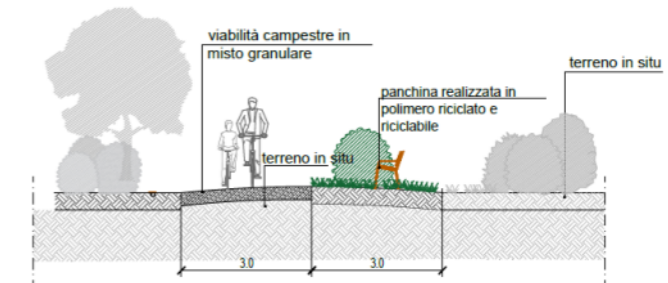 viabilità campestre in
misto granulare
terreno in situ
panchina realizzata in
polimero riciclato e
riciclabile
terreno in situ
3.0
3.0